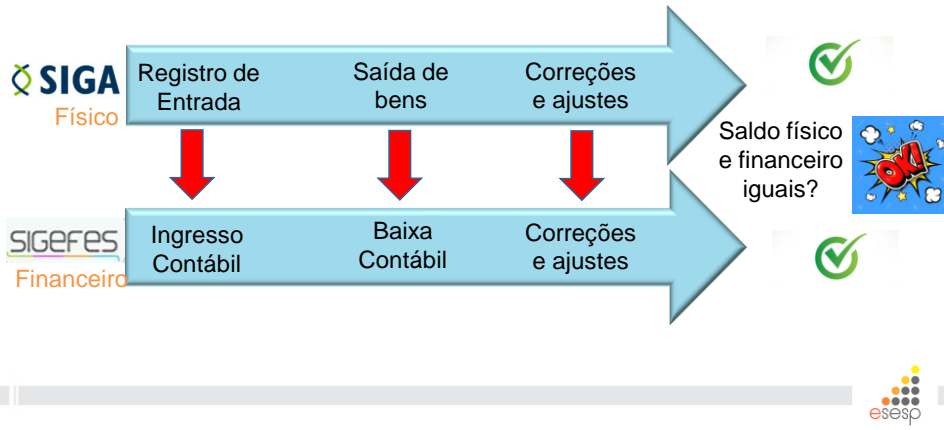 SIGA
Físico
Registro de
Entrada
Saída de
bens
Correções
e ajustes
Saldo físico
e financeiro
iguais?
OK!
SIGEFES
Financeiro
Ingresso
Contábil
Baixa
Contábil
Correções
e ajustes
esesp